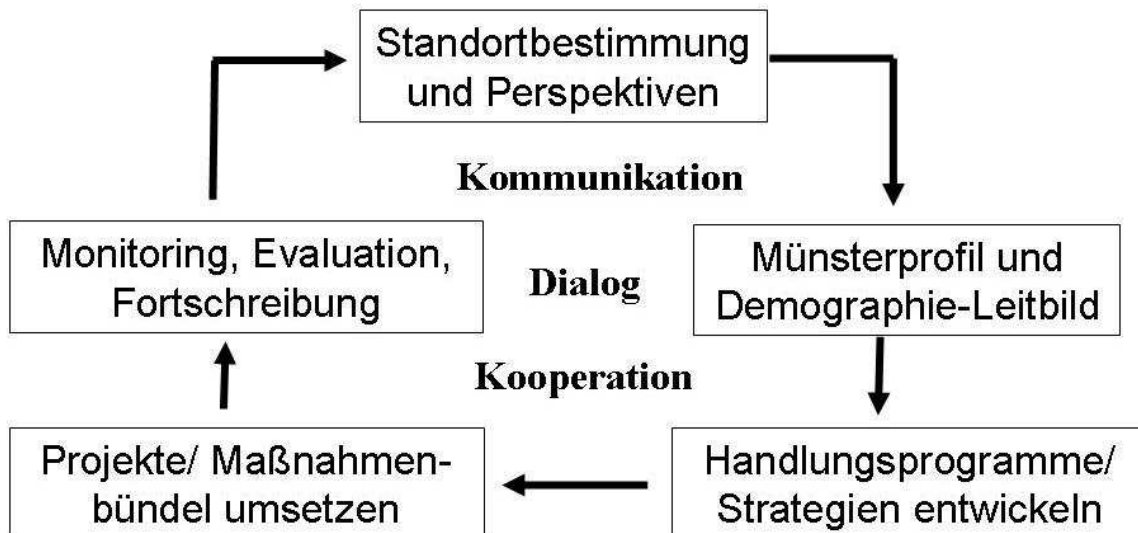 Standortbestimmung
und Perspektiven
Kommunikation
Monitoring, Evaluation,
Fortschreibung
Dialog
Münsterprofil und
Demographie-Leitbild
Kooperation
Projekte/ Maßnahmen-
bündel umsetzen
Handlungsprogramme/
Strategien entwickeln